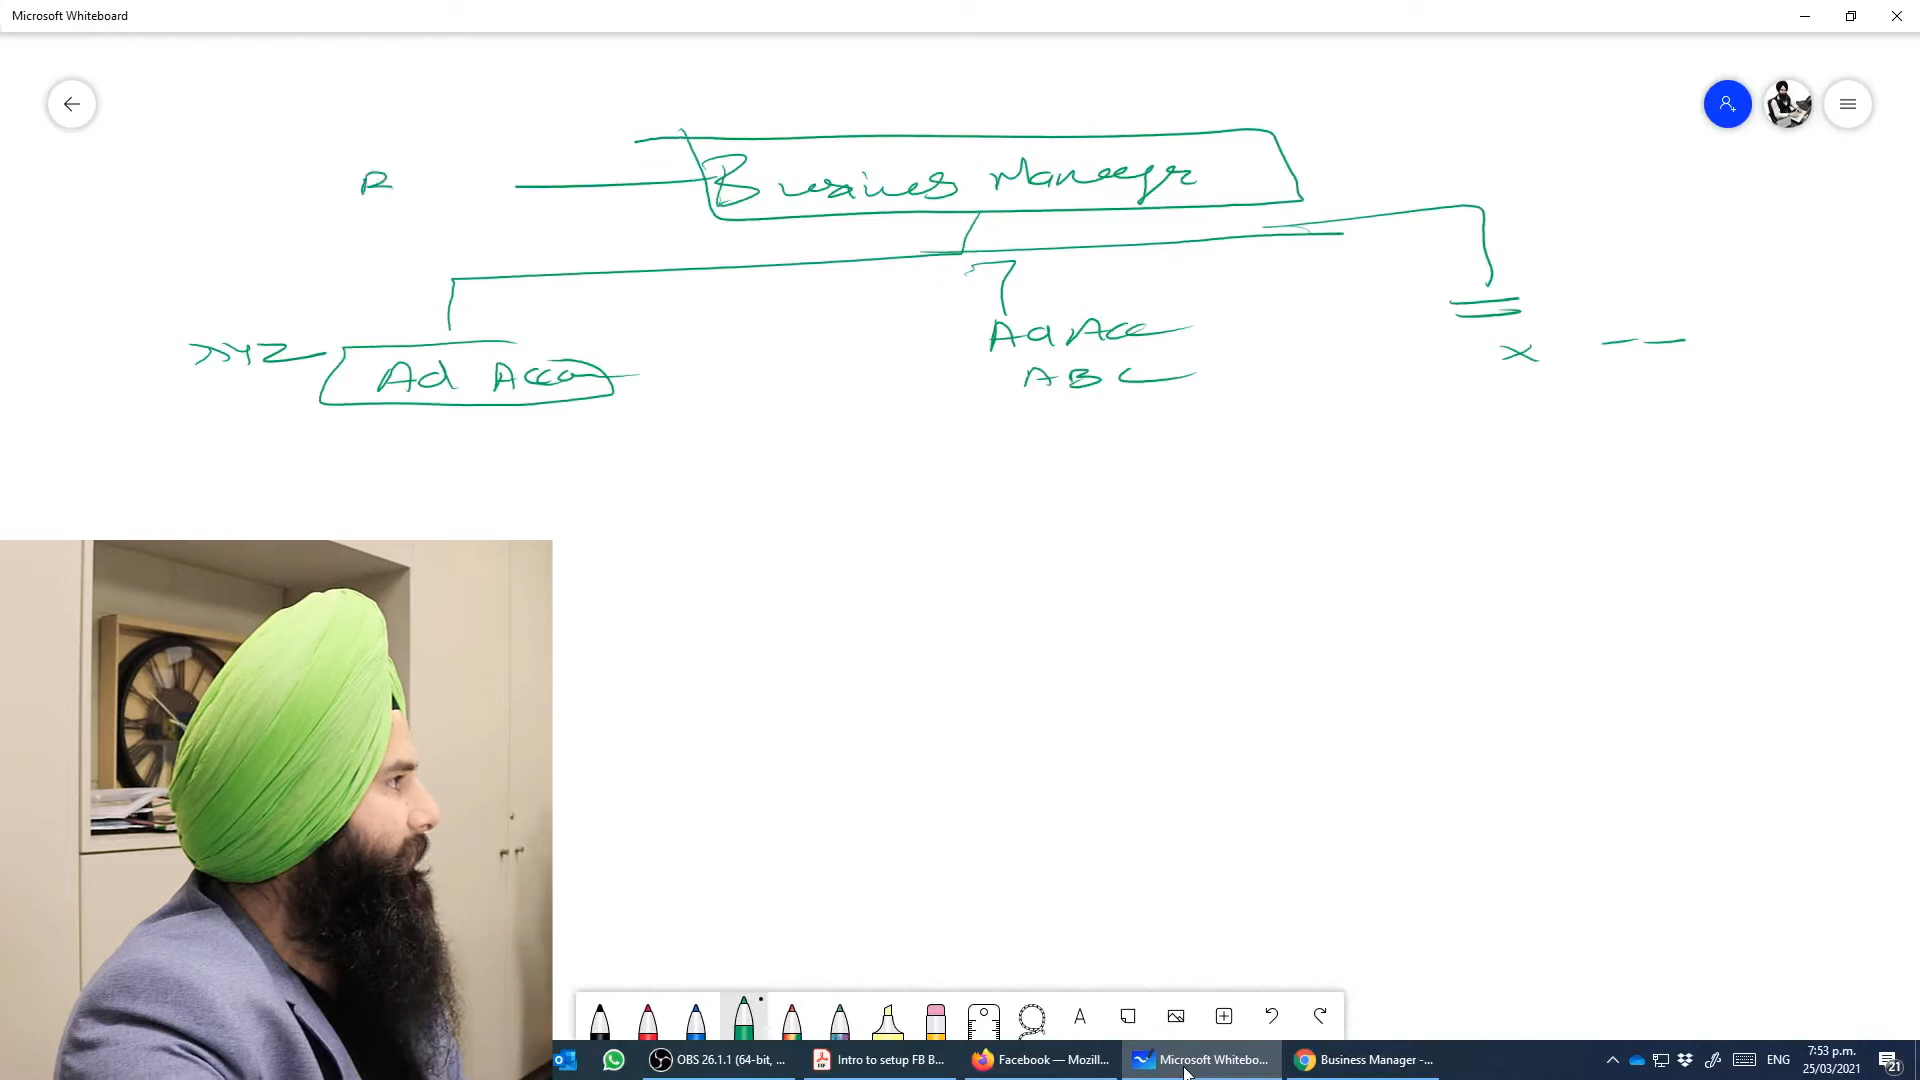 Microsoft Whiteboard
R
Business Manager
XYZ
Ad Acco
Ad Acc
ABC
X
A
OBS 26.1.1 (64-bit, ...
Intro to setup FB B...
Facebook — Mozill...
Microsoft Whitebo...
Business Manager -...
ENG
7:53 p.m.
25/03/2021
21